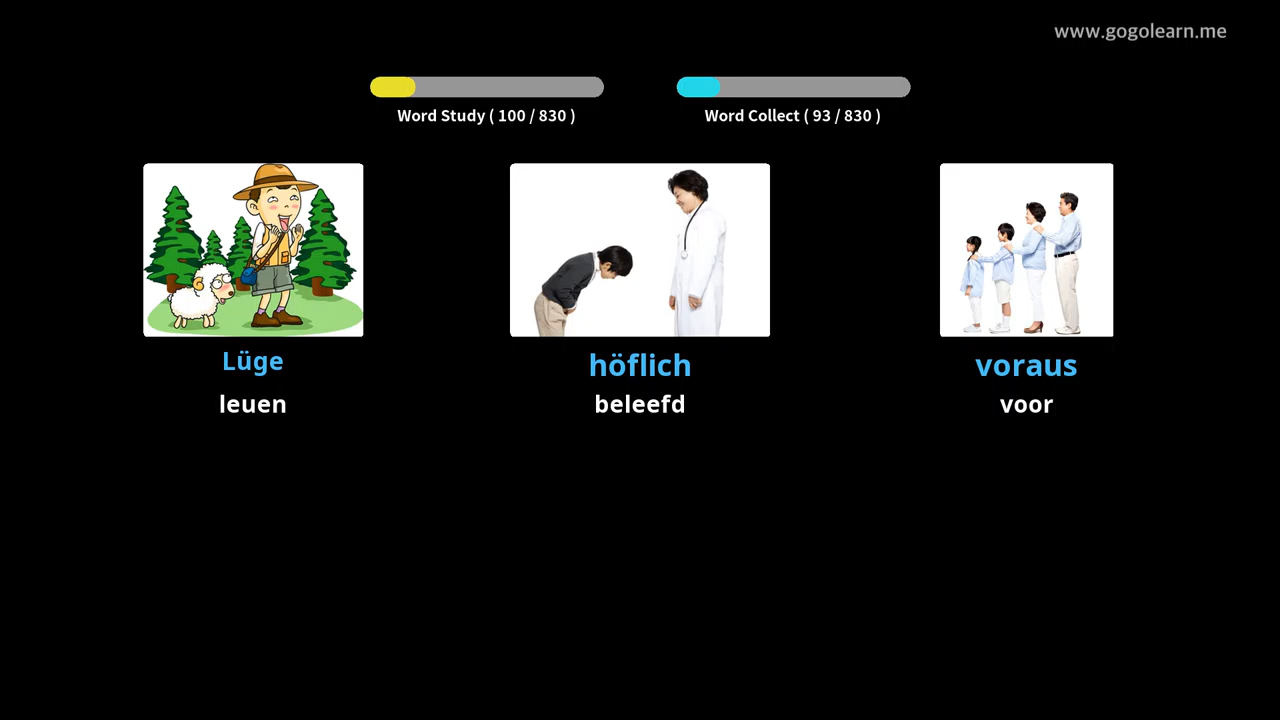 www.gogolearn.me
Word Study ( 100 / 830 )
Word Collect ( 93 / 830 )
Lüge
höflich
voraus
leuen
beleefd
voor